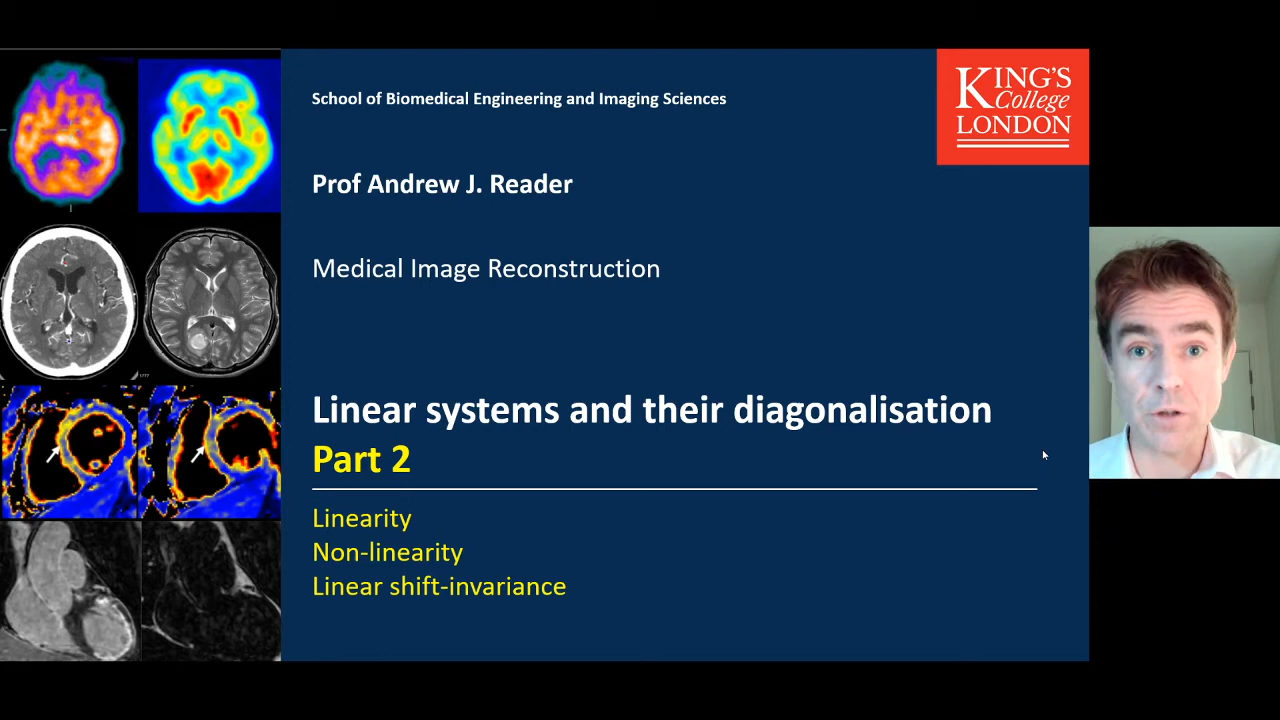 School of Biomedical Engineering and Imaging Sciences
KING'S
College
LONDON
Prof Andrew J. Reader
Medical Image Reconstruction
Linear systems and their diagonalisation
Part 2
Linearity
Non-linearity
Linear shift-invariance